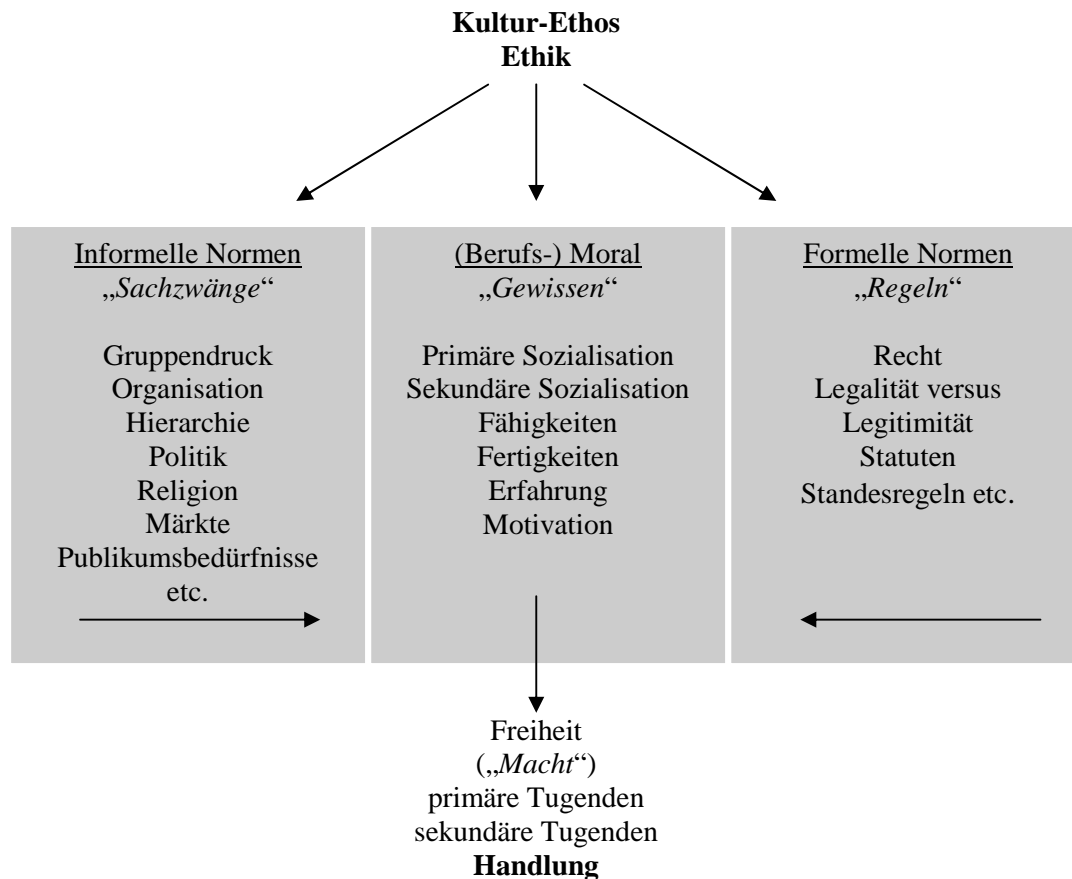 Kultur-Ethos
Ethik
Informelle Normen
„Sachzwänge“
Gruppendruck
Organisation
Hierarchie
Politik
Religion
Märkte
Publikumsbedürfnisse
etc.
(Berufs-) Moral
„Gewissen“
Primäre Sozialisation
Sekundäre Sozialisation
Fähigkeiten
Fertigkeiten
Erfahrung
Motivation
Formelle Normen
„Regeln“
Recht
Legalität versus
Legitimität
Statuten
Standesregeln etc.
Freiheit
(„Macht“)
primäre Tugenden
sekundäre Tugenden
Handlung